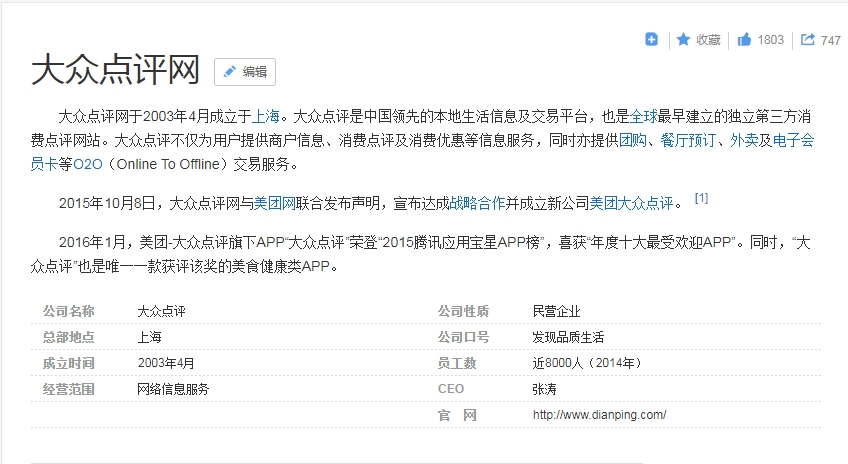 收藏 1803 747
大众点评网 编辑
大众点评网于2003年4月成立于上海。大众点评是中国领先的本地生活信息及交易平台，也是全球最早建立的独立第三方消
费点评网站。大众点评不仅为用户提供商户信息、消费点评及消费优惠等信息服务，同时亦提供团购、餐厅预订、外卖及电子会
员卡等O2O（Online To Offline）交易服务。
2015年10月8日，大众点评网与美团网联合发布声明，宣布达成战略合作并成立新公司美团大众点评。 [1]
2016年1月，美团-大众点评旗下APP“大众点评”荣登“2015腾讯应用宝星APP榜”，喜获“年度十大最受欢迎APP”。同时，“大
众点评”也是唯一一款获评该奖的美食健康类APP。
公司名称 大众点评 公司性质 民营企业
总部地点 上海 公司口号 发现品质生活
成立时间 2003年4月 员工数 近8000人（2014年）
经营范围 网络信息服务 CEO 张涛
官 网 http://www.dianping.com/